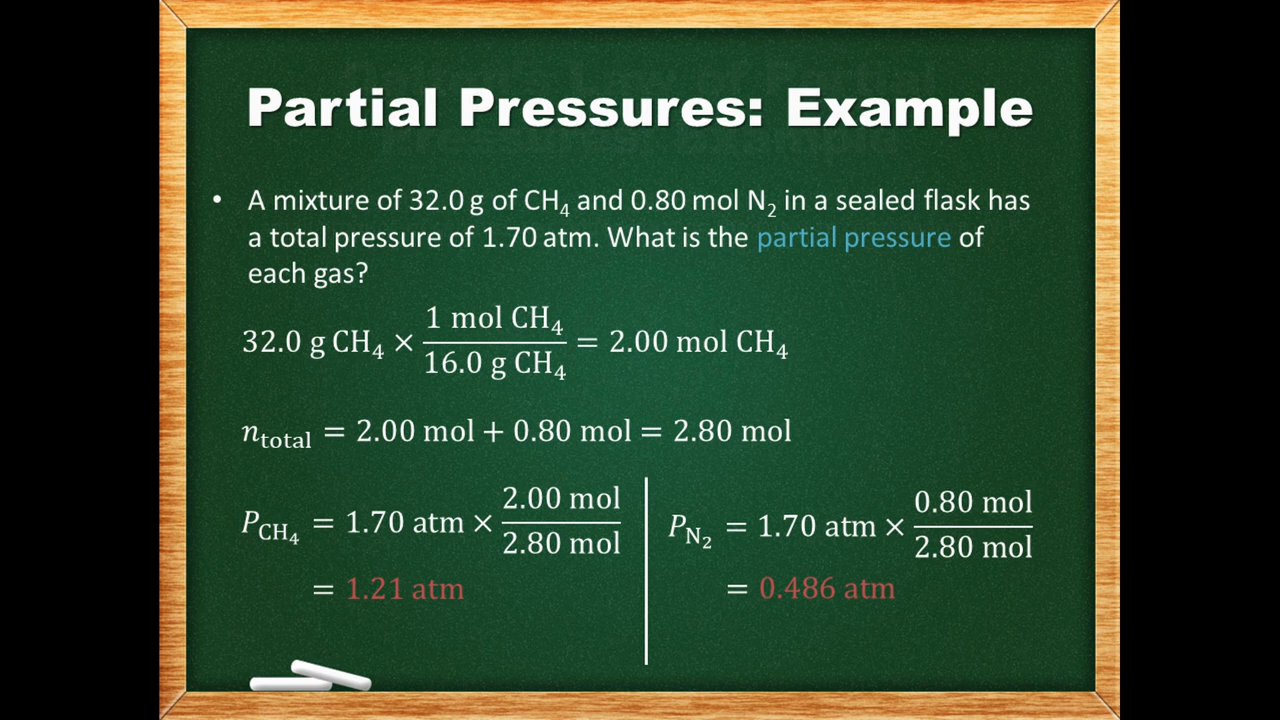 Partial Pressures: Example
• A mixture of 32.0 g of CH₄ and 0.80 mol N₂ in a sealed flask has
a total pressure of 1.70 atm. What is the partial pressure of
each gas?
32.0 g CH₄ × (1 mol CH₄)/(16.0 g CH₄) = 2.00 mol CH₄
n_total = 2.00 mol + 0.80 mol = 2.80 mol
P_CH₄ = 1.70 atm × (2.00 mol)/(2.80 mol)
= 1.21 atm
P_N₂ = 1.70 atm × (0.80 mol)/(2.80 mol)
= 0.486 atm